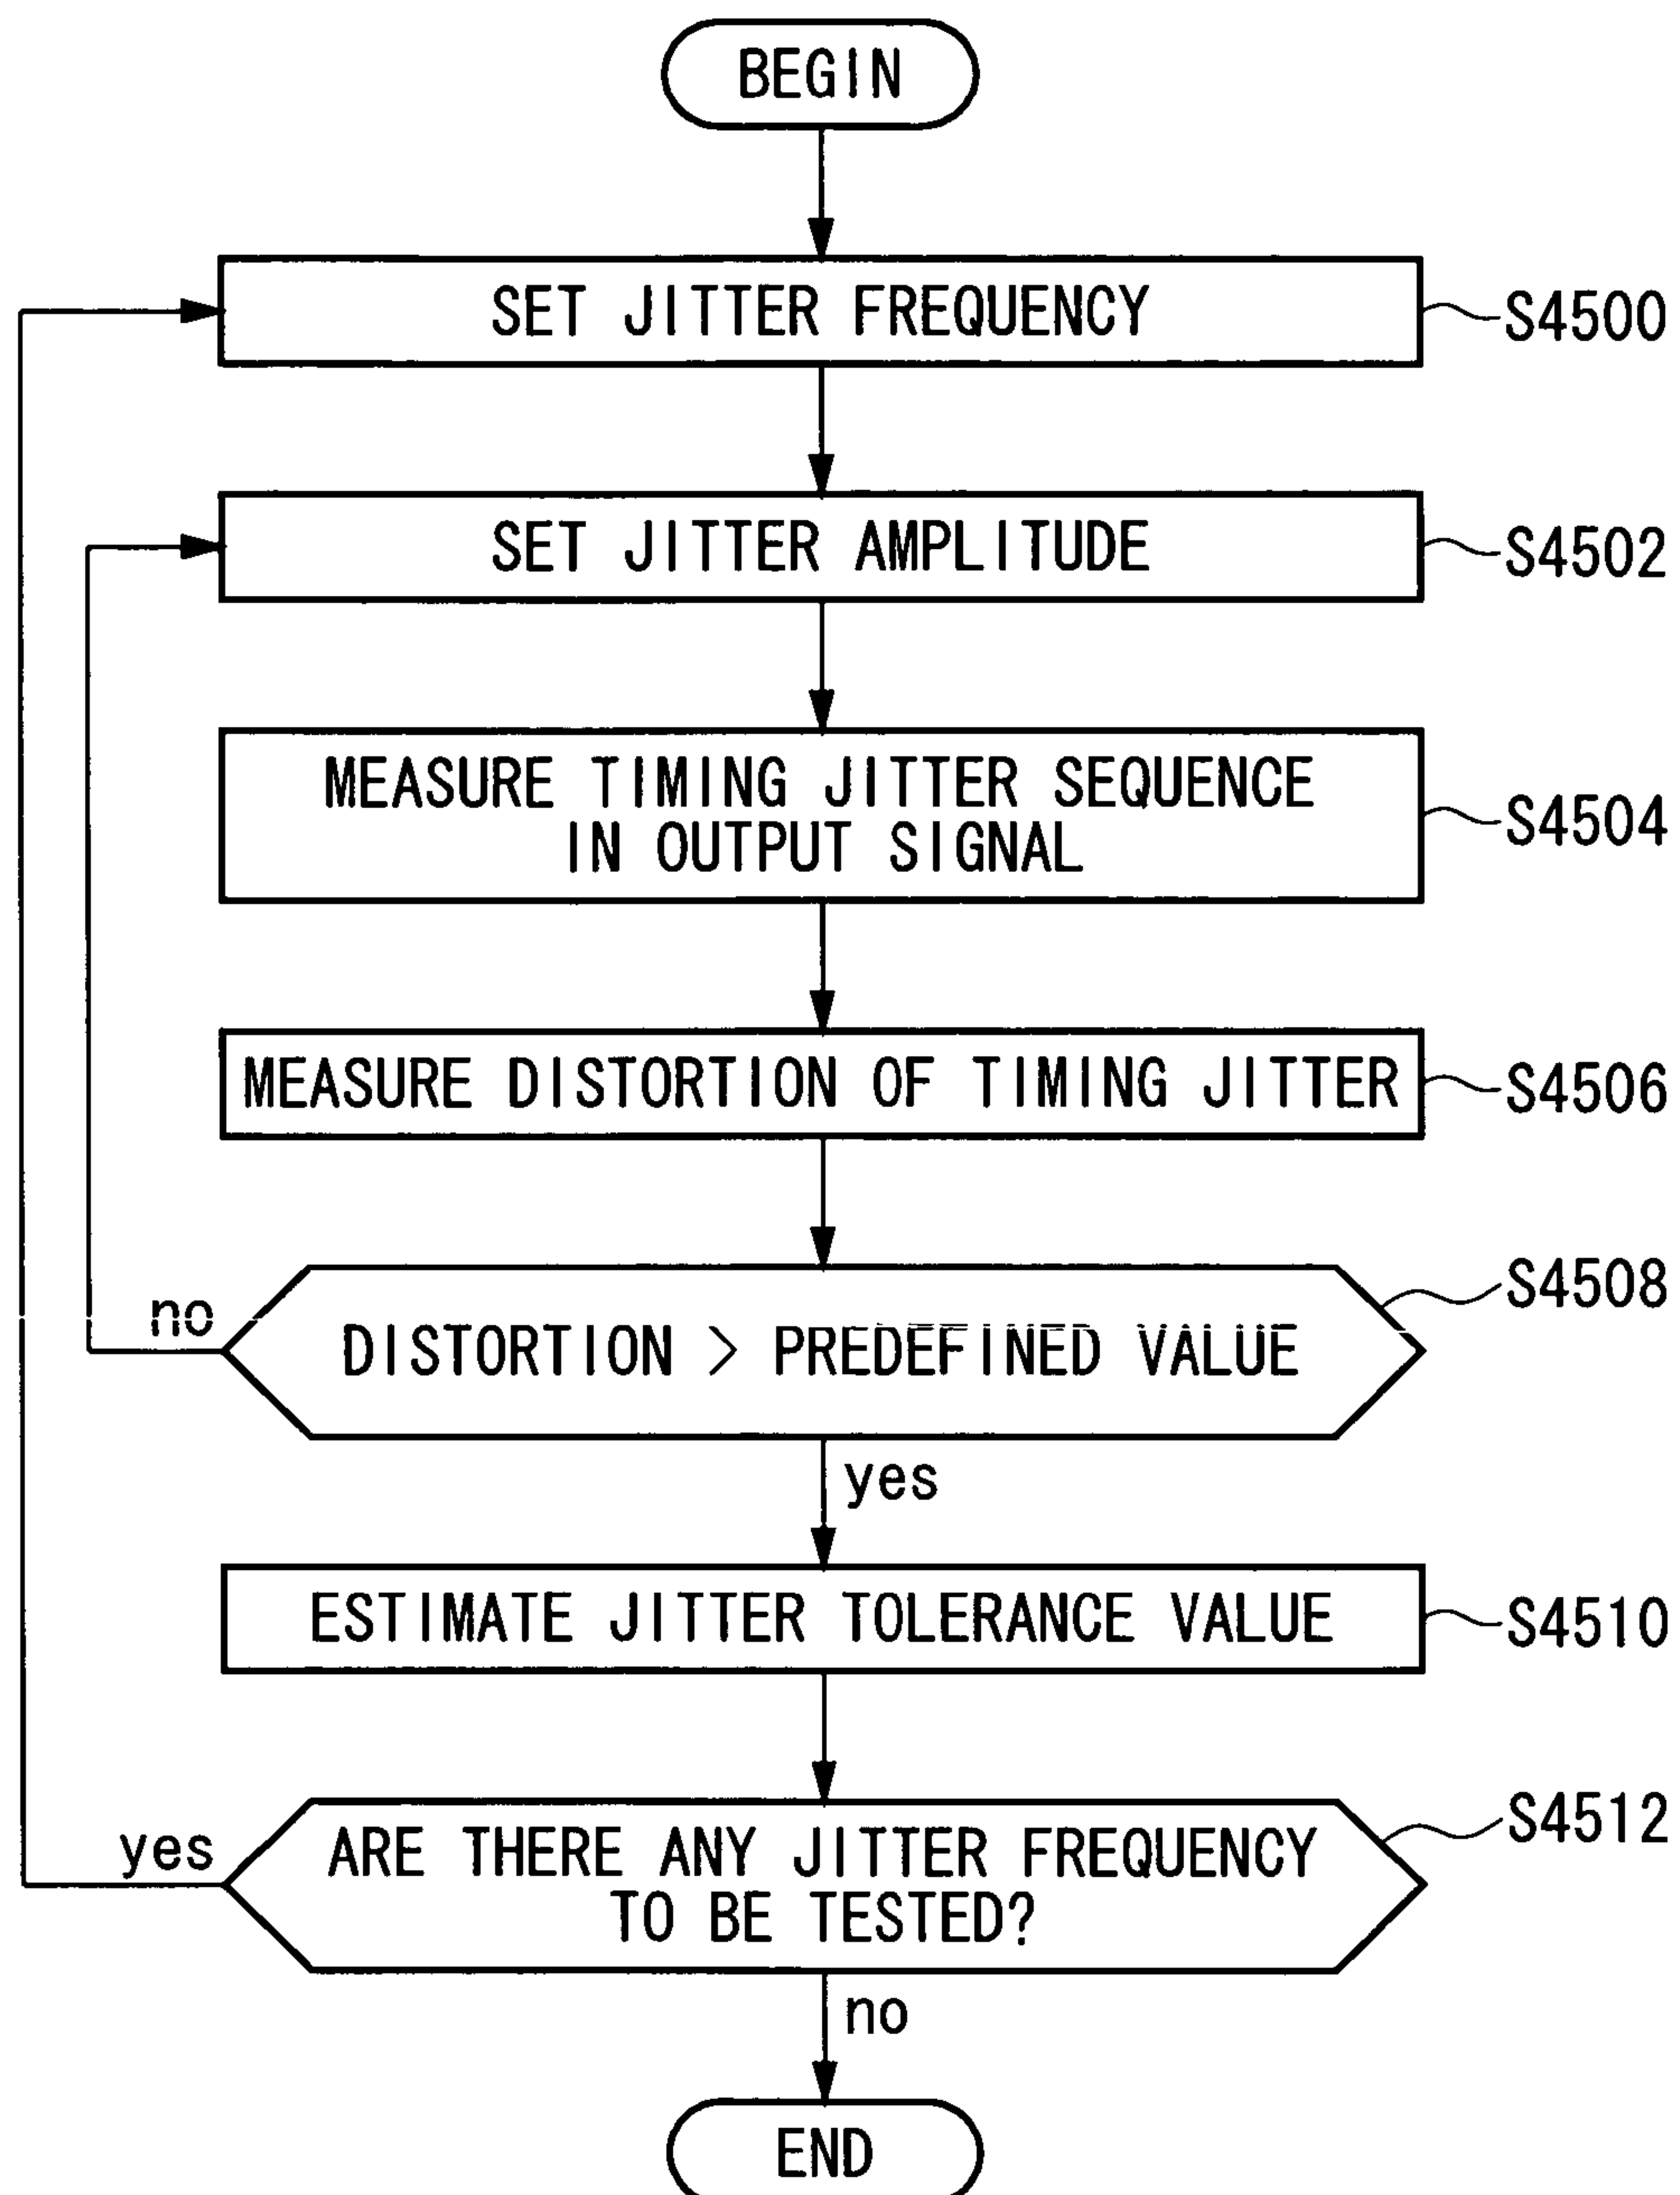 BEGIN
SET JITTER FREQUENCY
S4500
SET JITTER AMPLITUDE
S4502
MEASURE TIMING JITTER SEQUENCE
IN OUTPUT SIGNAL
S4504
MEASURE DISTORTION OF TIMING JITTER
S4506
S4508
no
DISTORTION > PREDEFINED VALUE
yes
ESTIMATE JITTER TOLERANCE VALUE
S4510
S4512
yes
ARE THERE ANY JITTER FREQUENCY
TO BE TESTED?
no
END